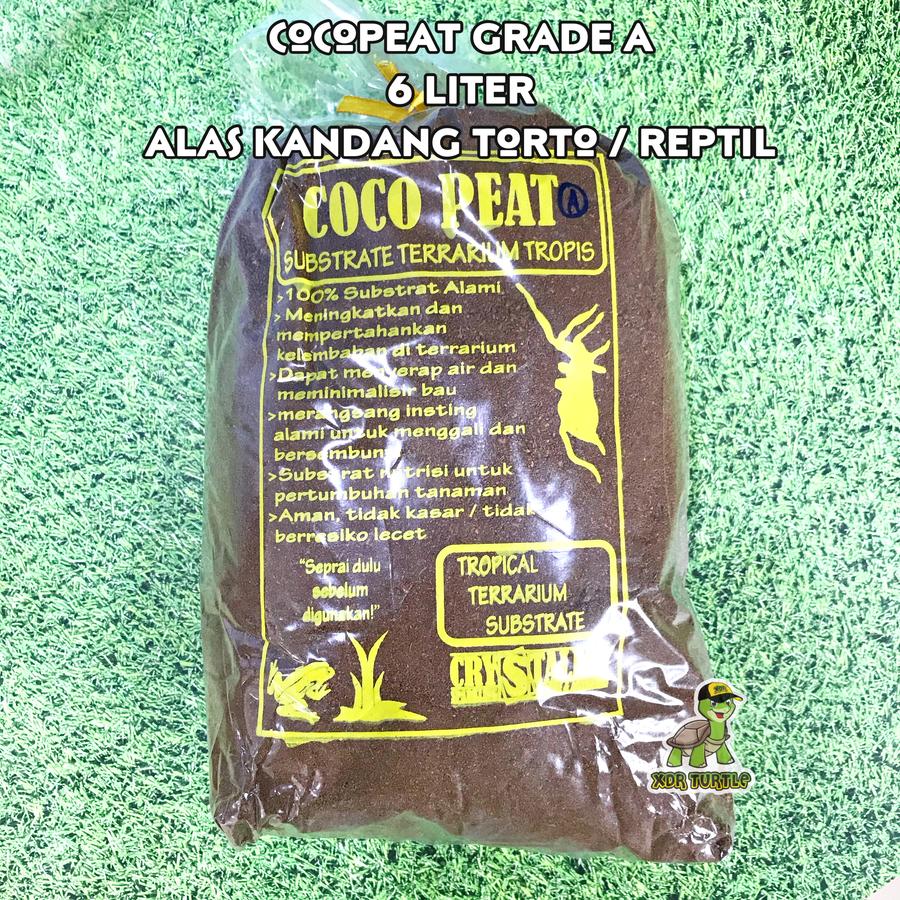 COCOPEAT GRADE A
6 LITER
ALAS KANDANG TORTO / REPTIL
COCO PEAT A
SUBSTRATE TERRARIUM TROPIS
>100% Substrat Alami
>Meningkatkan dan
mempertahankan
kelembaban di terrarium
>Dapat menyerap air dan
meminimalisir bau
>merangsang insting
alami untuk menggali dan
bersembunyi
>Substrat nutrisi untuk
pertumbuhan tanaman
>Aman, tidak kasar / tidak
berresiko lecet
"Seprai dulu
sebelum
digunakan!"
TROPICAL
TERRARIUM
SUBSTRATE
CRYSTAL
XDR TURTLE